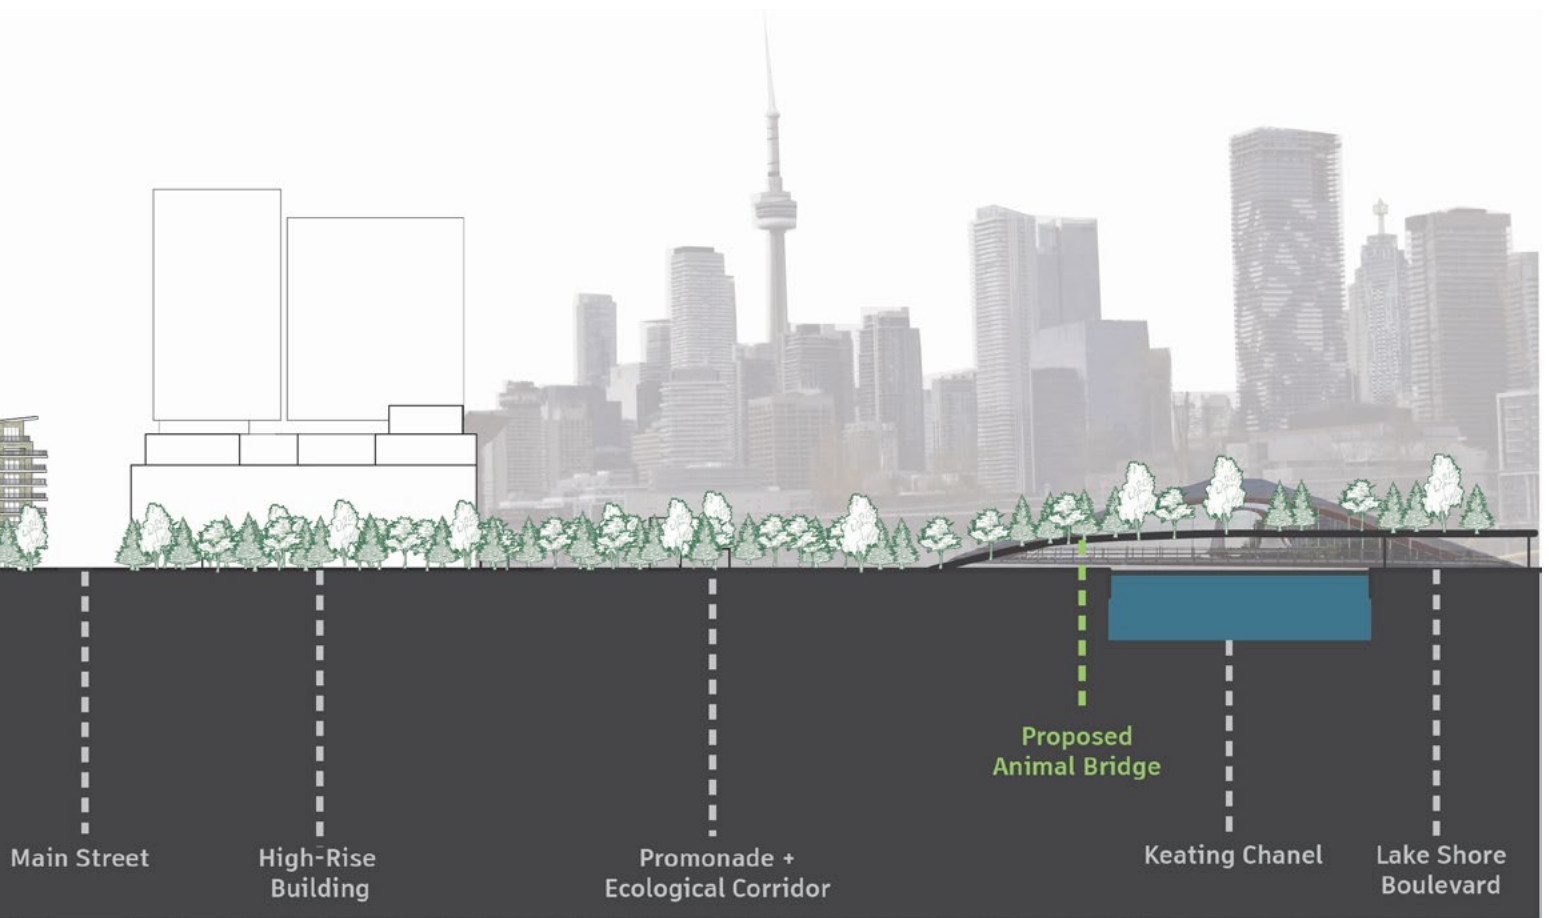 Proposed
Animal Bridge
Main Street
High-Rise
Building
Promonade +
Ecological Corridor
Keating Chanel
Lake Shore
Boulevard